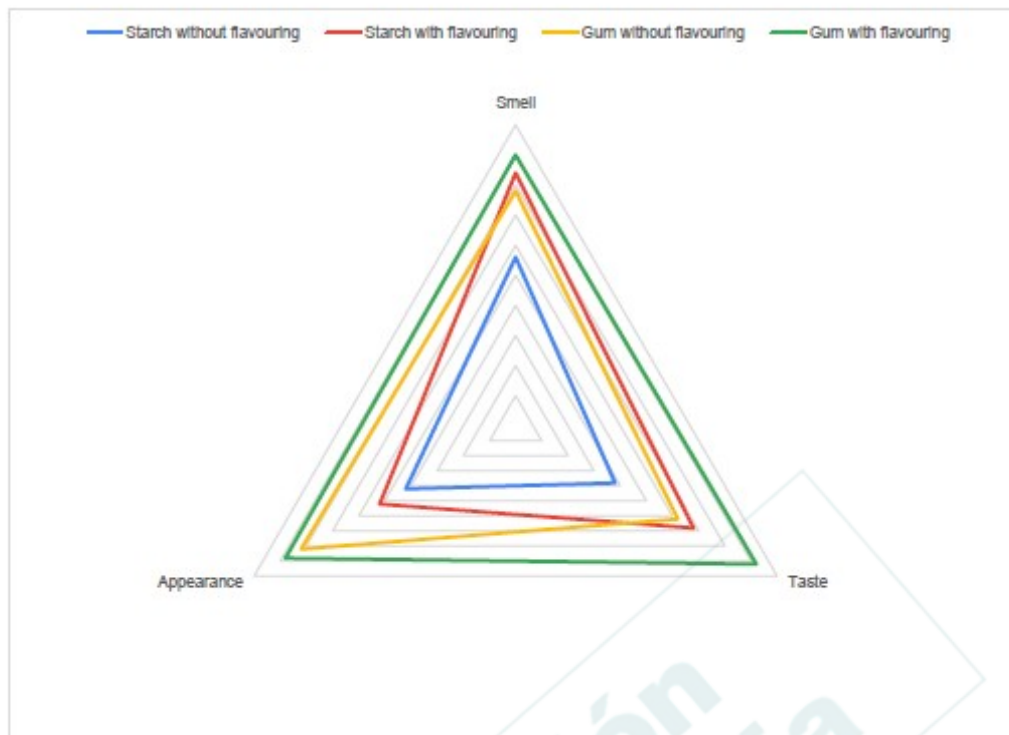 Starch without flavouring Starch with flavouring Gum without flavouring Gum with flavouring
Smell
Appearance
Taste